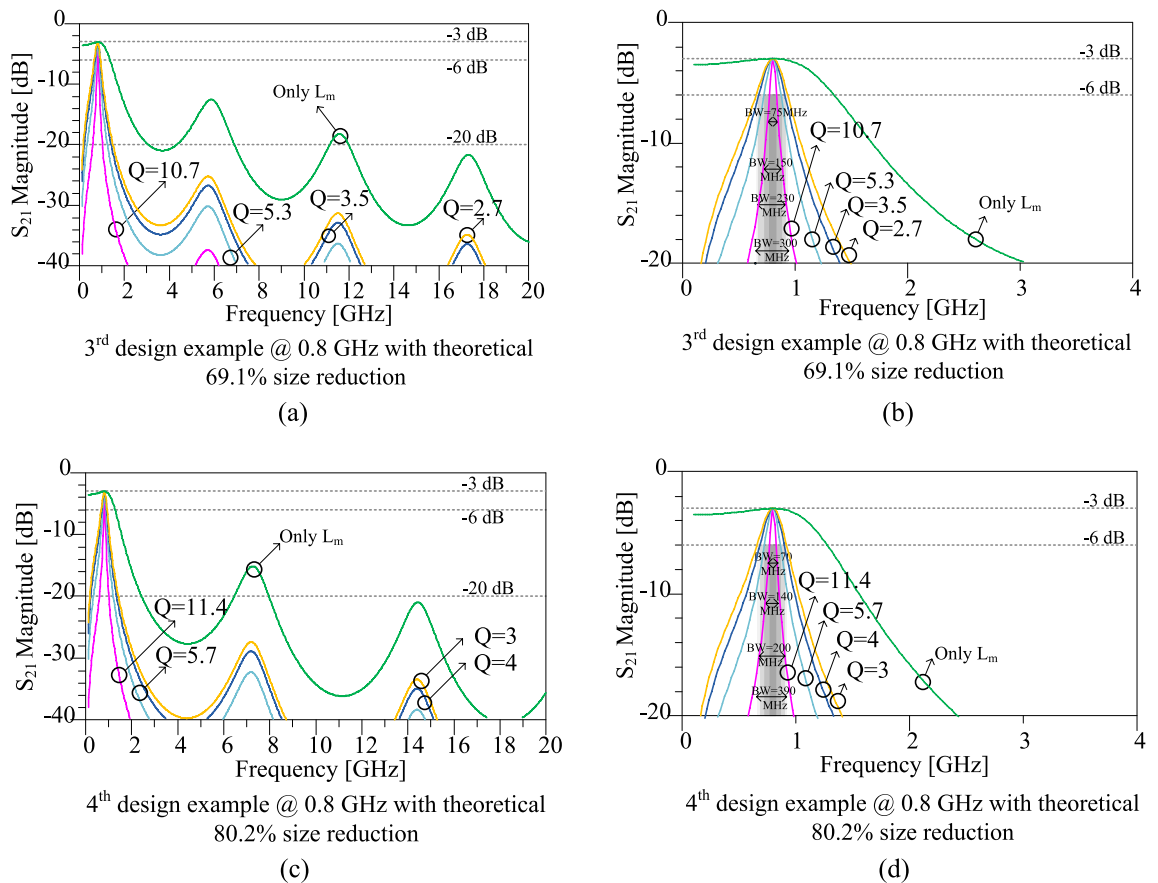 0
-10
-20
-30
-40
S21 Magnitude [dB]
-3 dB
-6 dB
-20 dB
Only Lm
Q=10.7
Q=5.3
Q=3.5
Q=2.7
0 2 4 6 8 10 12 14 16 18 20
Frequency [GHz]
3rd design example @ 0.8 GHz with theoretical
69.1% size reduction
(a)
0
-10
-20
S21 Magnitude [dB]
-3 dB
-6 dB
BW=75MHz
BW=150
MHz
BW=230
MHz
BW=300
MHz
Q=10.7
Q=5.3
Q=3.5
Q=2.7
Only Lm
0 1 2 3 4
Frequency [GHz]
3rd design example @ 0.8 GHz with theoretical
69.1% size reduction
(b)
0
-10
-20
-30
-40
S21 Magnitude [dB]
-3 dB
-6 dB
-20 dB
Only Lm
Q=11.4
Q=5.7
Q=3
Q=4
0 2 4 6 8 10 12 14 16 18 20
Frequency [GHz]
4th design example @ 0.8 GHz with theoretical
80.2% size reduction
(c)
0
-10
-20
S21 Magnitude [dB]
-3 dB
-6 dB
BW=70
MHz
BW=140
MHz
BW=200
MHz
BW=390
MHz
Q=11.4
Q=5.7
Q=4
Q=3
Only Lm
0 1 2 3 4
Frequency [GHz]
4th design example @ 0.8 GHz with theoretical
80.2% size reduction
(d)